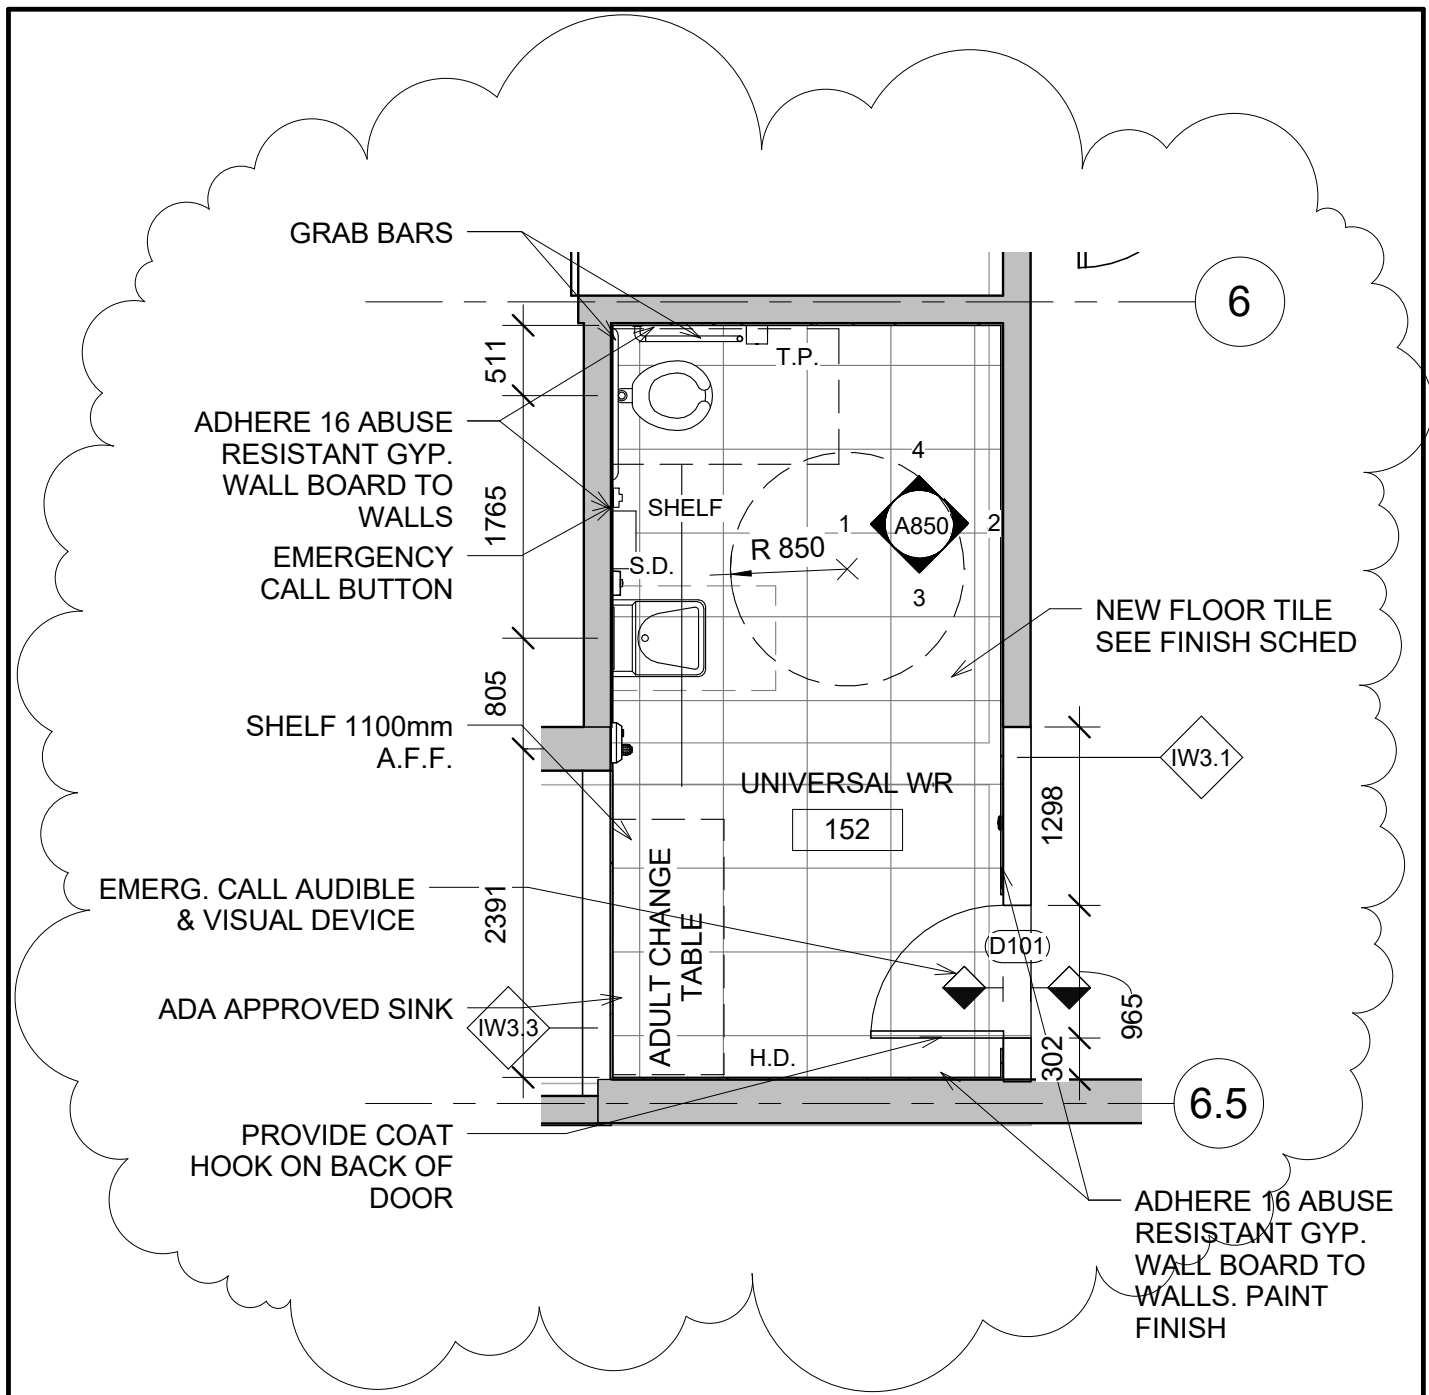 GRAB BARS
6
511
T.P.
ADHERE 16 ABUSE
RESISTANT GYP.
WALL BOARD TO
WALLS
4
SHELF
1
A850
2
1765
R 850
EMERGENCY
CALL BUTTON
S.D.
3
NEW FLOOR TILE
SEE FINISH SCHED
805
SHELF 1100mm
A.F.F.
IW3.1
UNIVERSAL WR
152
1298
EMERG. CALL AUDIBLE
& VISUAL DEVICE
2391
ADULT CHANGE
TABLE
D101
ADA APPROVED SINK
IW3.3
965
H.D.
302
6.5
PROVIDE COAT
HOOK ON BACK OF
DOOR
ADHERE 16 ABUSE
RESISTANT GYP.
WALL BOARD TO
WALLS. PAINT
FINISH